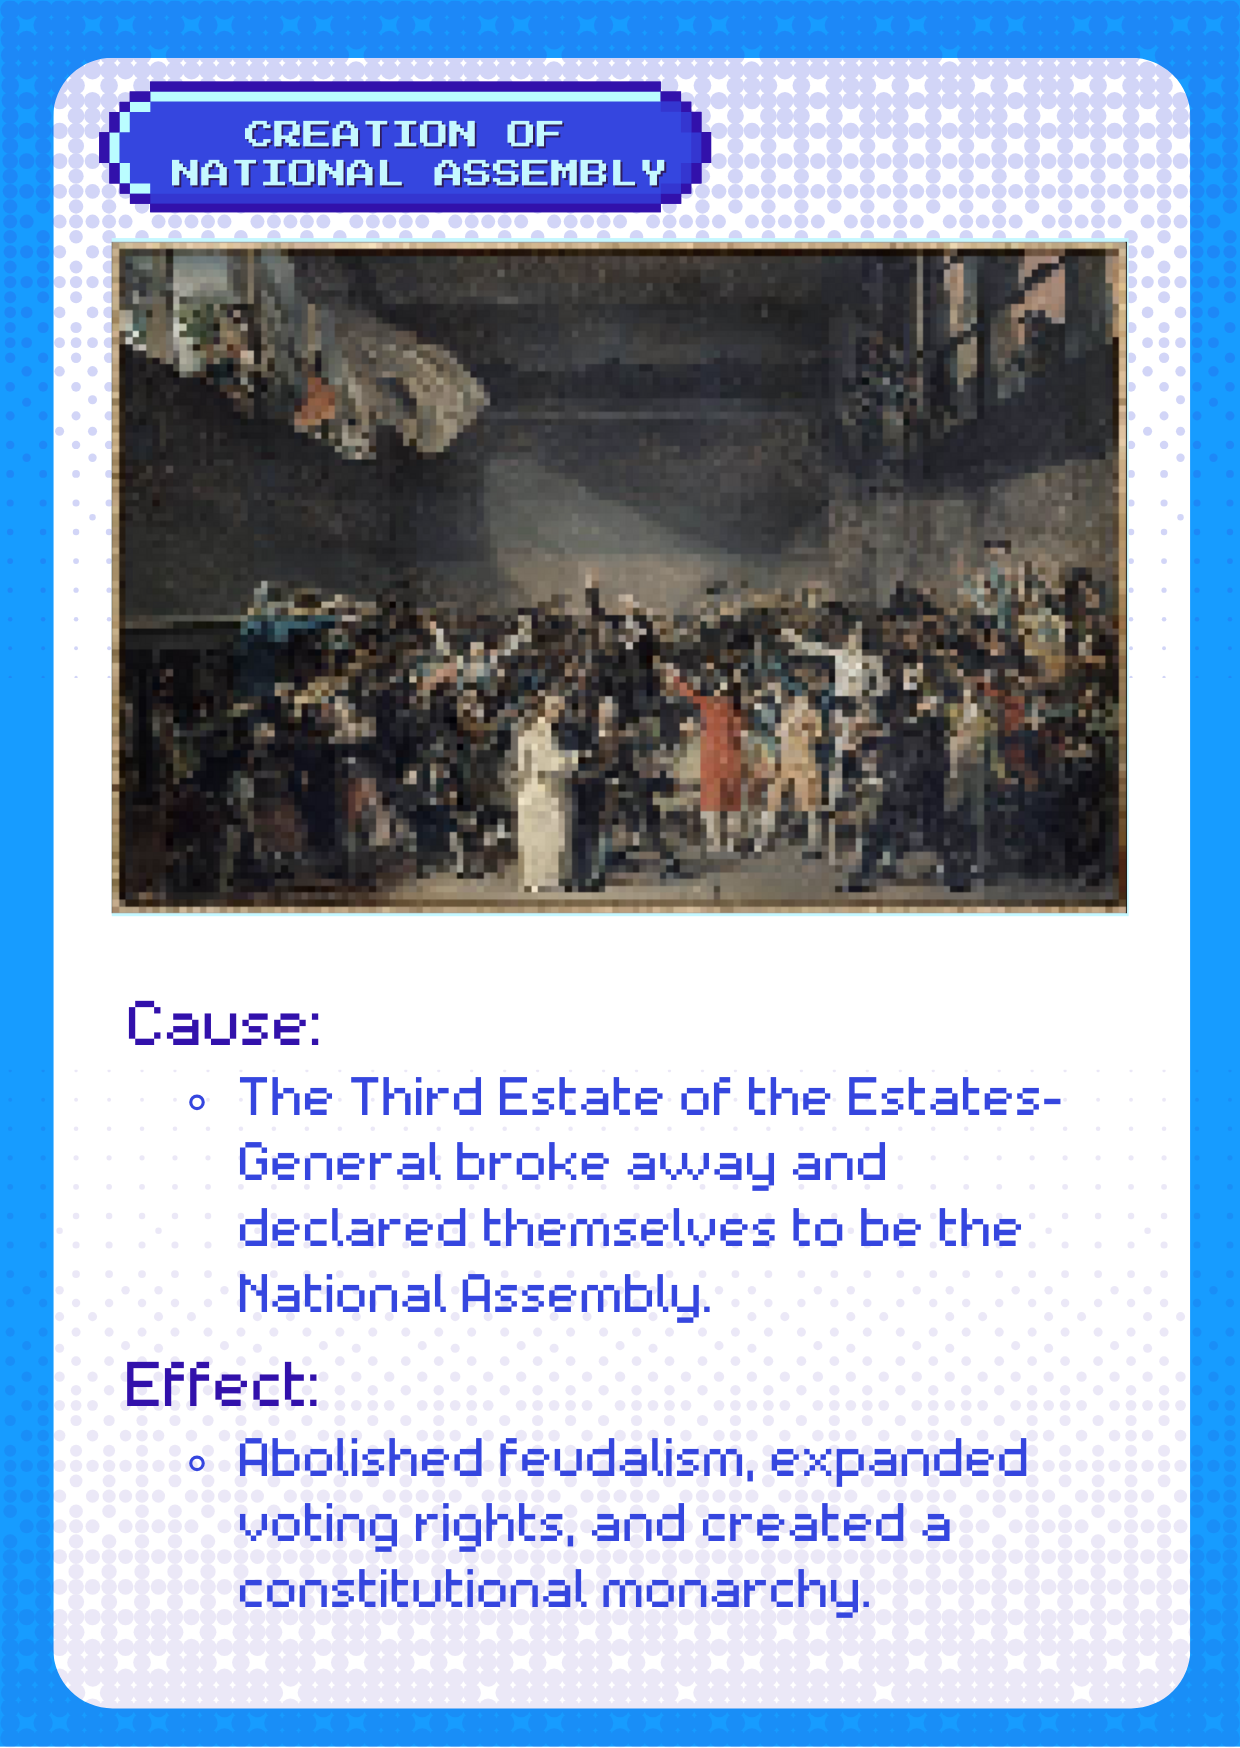 CREATION OF
NATIONAL ASSEMBLY
Cause:
The Third Estate of the Estates-
General broke away and
declared themselves to be the
National Assembly.
Effect:
Abolished feudalism, expanded
voting rights, and created a
constitutional monarchy.